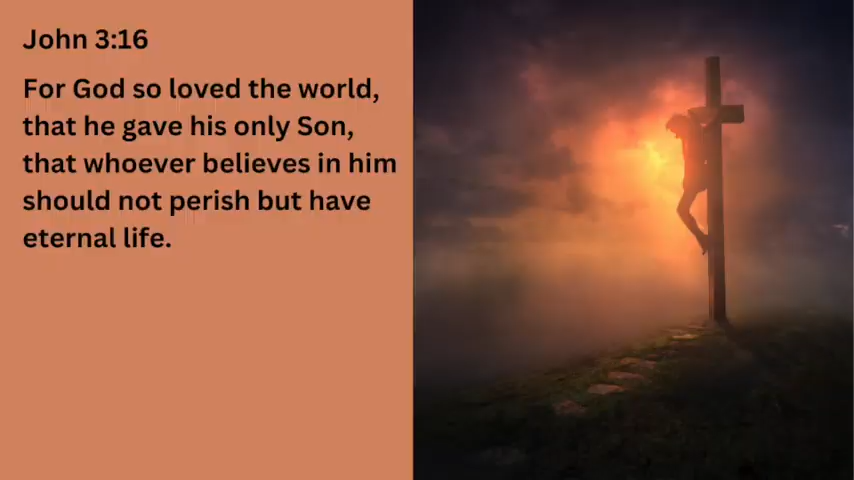 John 3:16
For God so loved the world,
that he gave his only Son,
that whoever believes in him
should not perish but have
eternal life.